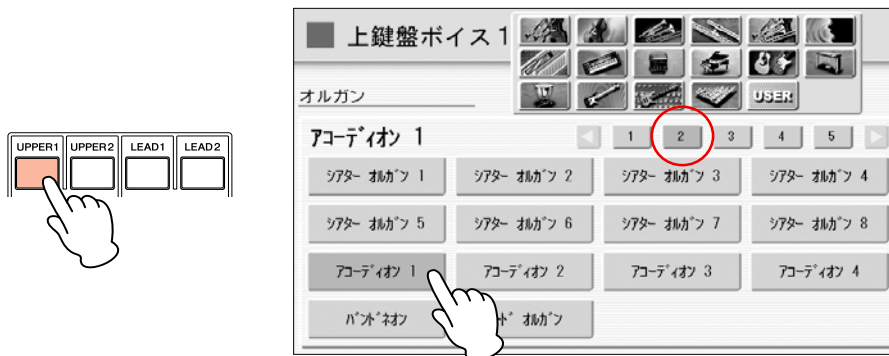 上鍵盤ボイス1
USER
オルガン
アコーディオン 1
1 2 3 4 5
UPPER1 UPPER2 LEAD1 LEAD2
シアター オルガン 1 シアター オルガン 2 シアター オルガン 3 シアター オルガン 4
シアター オルガン 5 シアター オルガン 6 シアター オルガン 7 シアター オルガン 8
アコーディオン 1 アコーディオン 2 アコーディオン 3 アコーディオン 4
バンドネオン ード オルガン